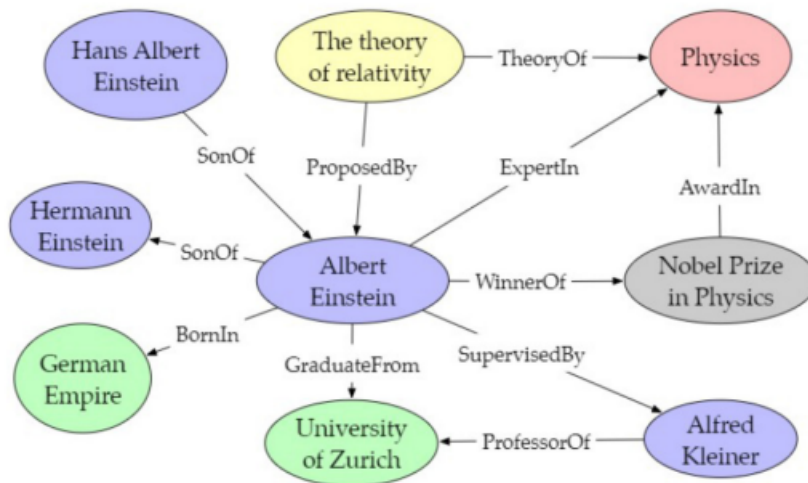 Hans Albert
Einstein
The theory
of relativity
TheoryOf
Physics
SonOf
ProposedBy
ExpertIn
AwardIn
Hermann
Einstein
SonOf
Albert
Einstein
WinnerOf
Nobel Prize
in Physics
BornIn
GraduateFrom
SupervisedBy
German
Empire
University
of Zurich
ProfessorOf
Alfred
Kleiner